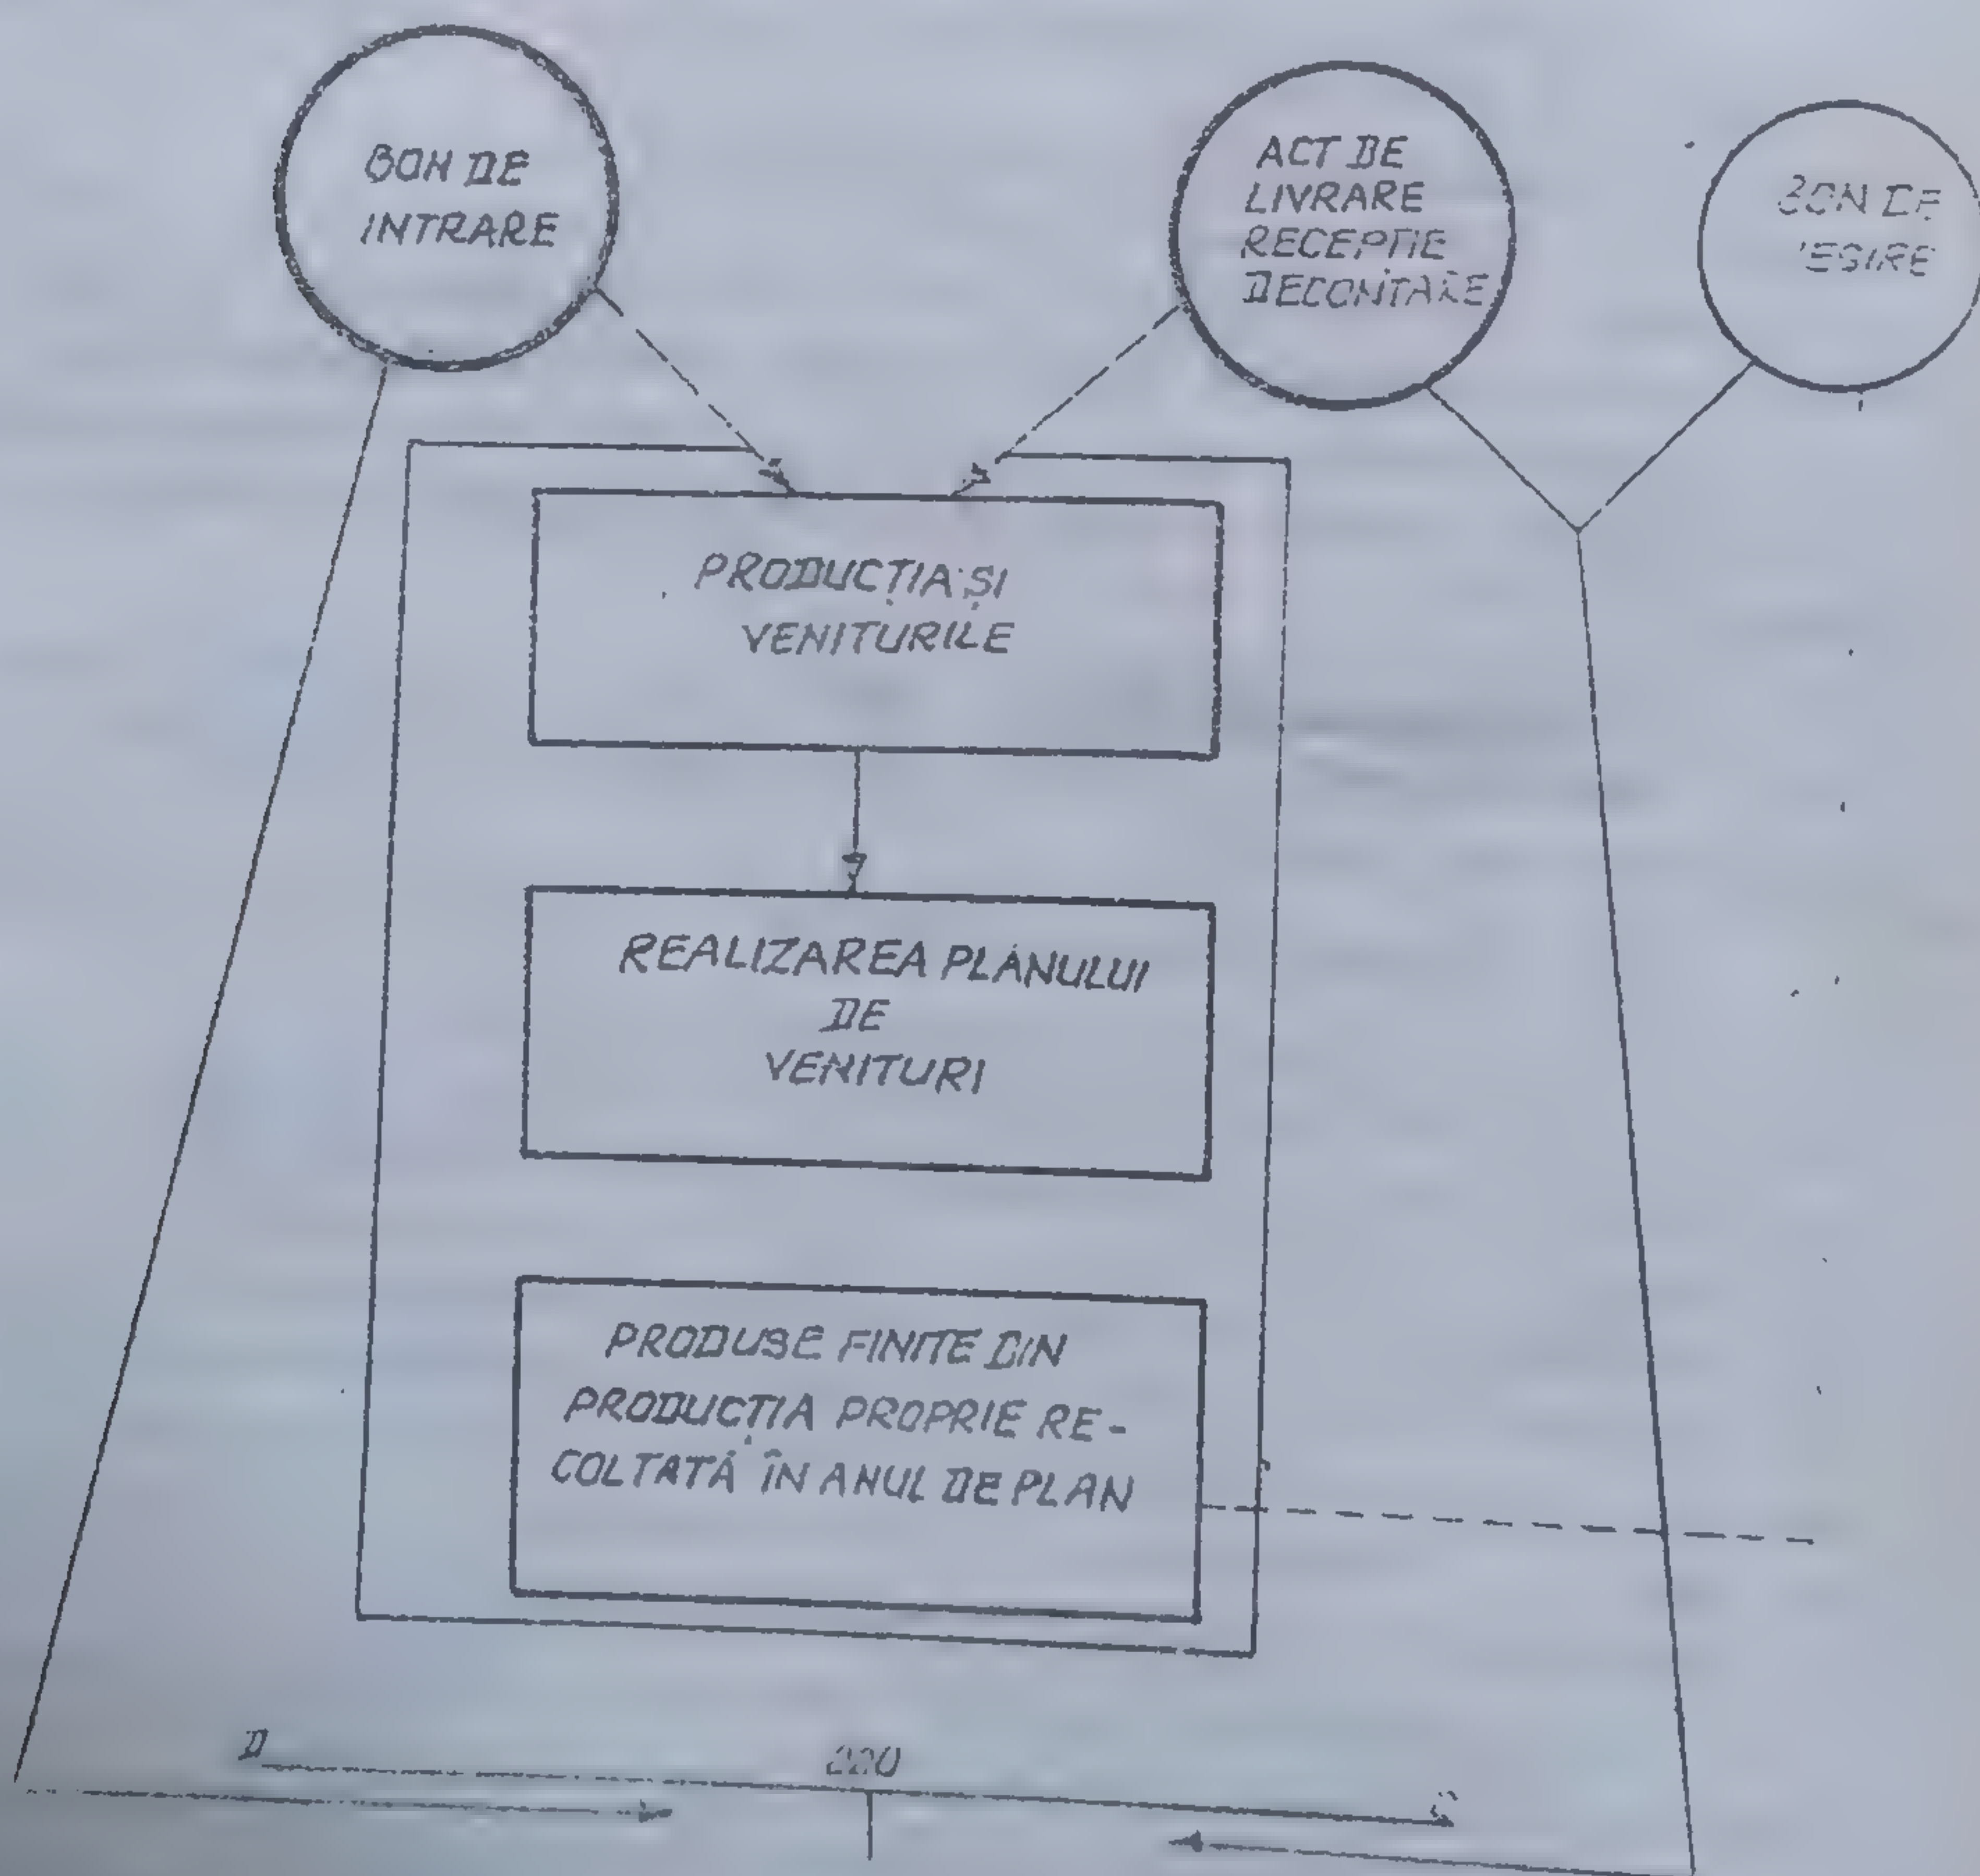 BON DE
INTRARE
ACT DE
LIVRARE
RECEPTIE
DECONTARE
BON DE
IESIRE
PRODUCȚIA ȘI
VENITURILE
REALIZAREA PLANULUI
DE
VENITURI
PRODUSE FINITE DIN
PRODUCȚIA PROPRIE RE-
COLTATĂ ÎN ANUL DE PLAN
D
220